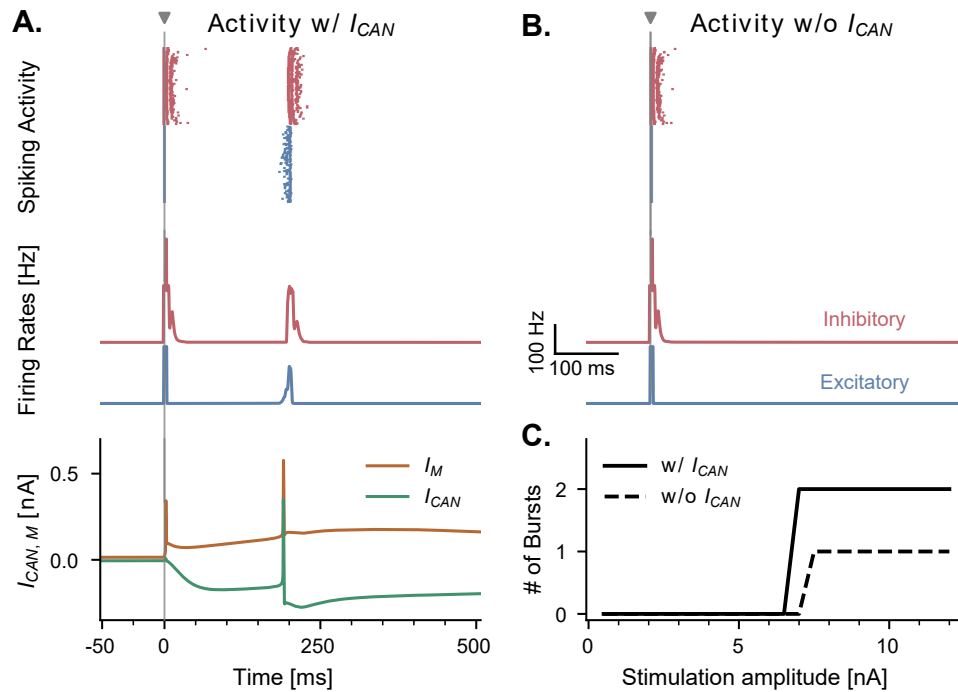 A.
Activity w/ I_CAN
Spiking Activity
Firing Rates [Hz]
I_CAN, M [nA]
0.5
0.0
I_M
I_CAN
-50
0
250
500
Time [ms]
B.
Activity w/o I_CAN
100 Hz
100 ms
Inhibitory
Excitatory
C.
# of Bursts
2
1
0
w/ I_CAN
w/o I_CAN
0
5
10
Stimulation amplitude [nA]